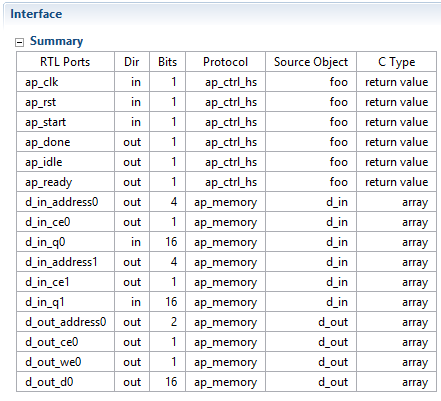 Interface
Summary
RTL Ports Dir Bits Protocol Source Object C Type
ap_clk in 1 ap_ctrl_hs foo return value
ap_rst in 1 ap_ctrl_hs foo return value
ap_start in 1 ap_ctrl_hs foo return value
ap_done out 1 ap_ctrl_hs foo return value
ap_idle out 1 ap_ctrl_hs foo return value
ap_ready out 1 ap_ctrl_hs foo return value
d_in_address0 out 4 ap_memory d_in array
d_in_ce0 out 1 ap_memory d_in array
d_in_q0 in 16 ap_memory d_in array
d_in_address1 out 4 ap_memory d_in array
d_in_ce1 out 1 ap_memory d_in array
d_in_q1 in 16 ap_memory d_in array
d_out_address0 out 2 ap_memory d_out array
d_out_ce0 out 1 ap_memory d_out array
d_out_we0 out 1 ap_memory d_out array
d_out_d0 out 16 ap_memory d_out array